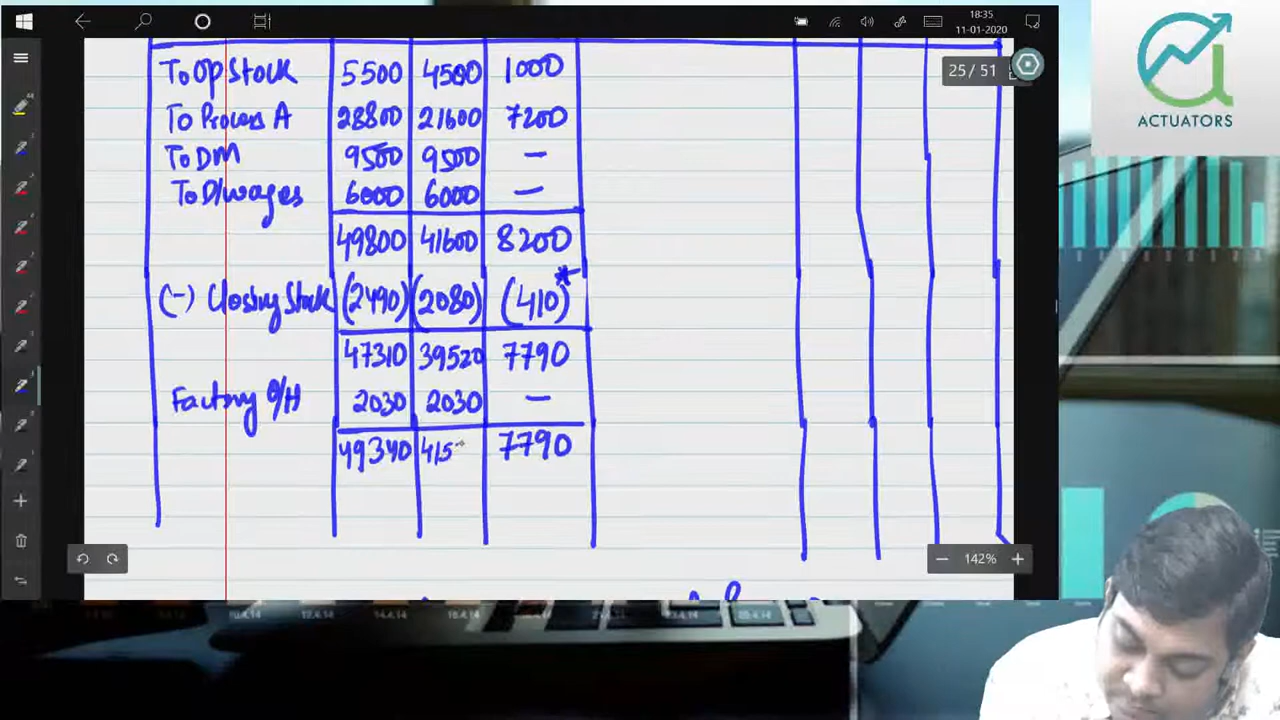 18:35
11-01-2020
25 / 51
ACTUATORS
To Op Stock 5500 4500 1000
To Process A 28800 21600 7200
To DM 9500 9500 —
To D/wages 6000 6000 —
49800 41600 8200
*
(-) Closing Stock (2490) (2080) (410)
47310 39520 7790
Factory O/H 2030 2030 —
49340 415 7790
142%